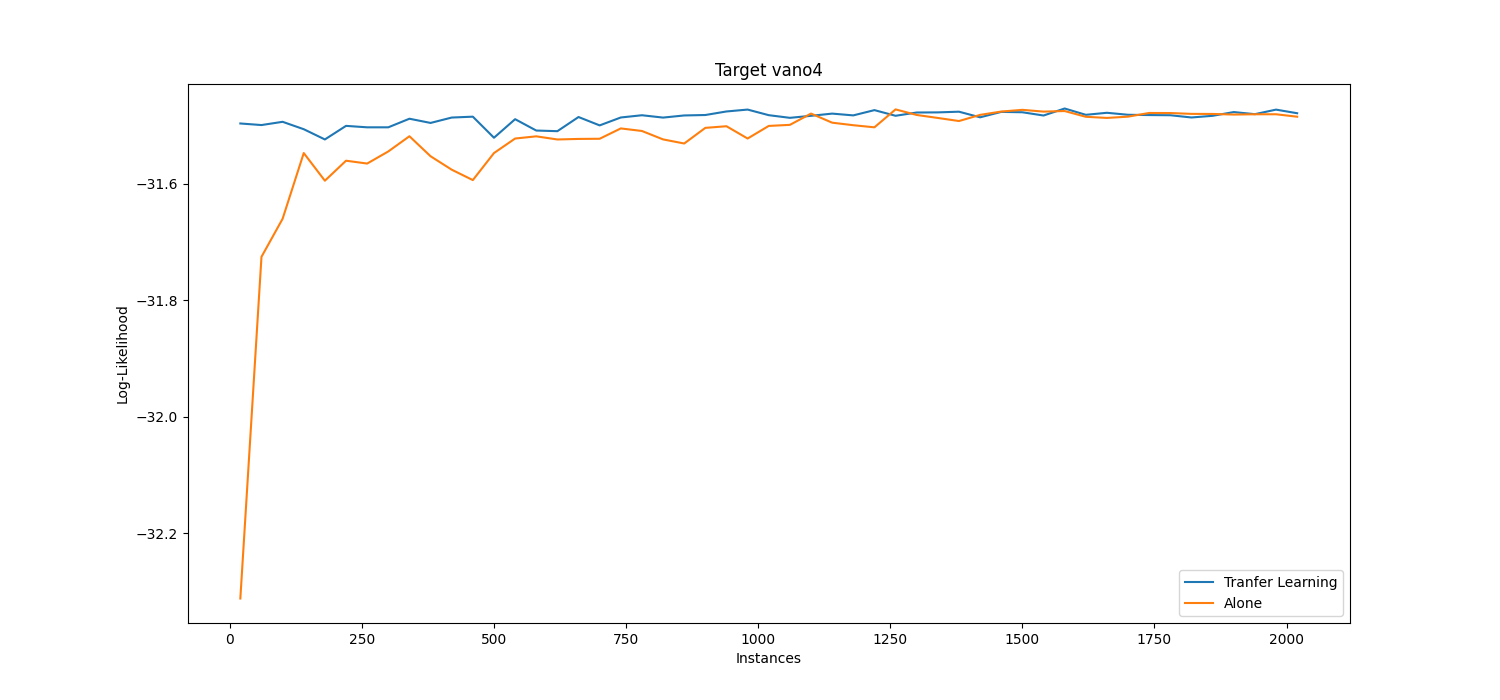 Target vano4
Log-Likelihood
−31.6
−31.8
−32.0
−32.2
0
250
500
750
1000
1250
1500
1750
2000
Instances
Tranfer Learning
Alone